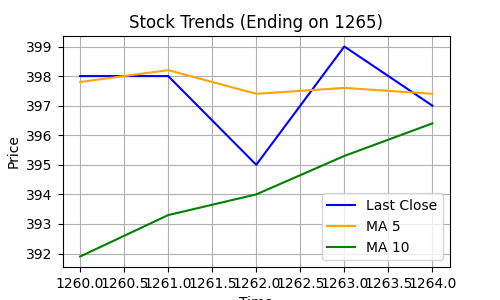 Stock Trends (Ending on 1265)
Price
399
398
397
396
395
394
393
392
Last Close
MA 5
MA 10
1260.0 1260.5 1261.0 1261.5 1262.0 1262.5 1263.0 1263.5 1264.0
Time